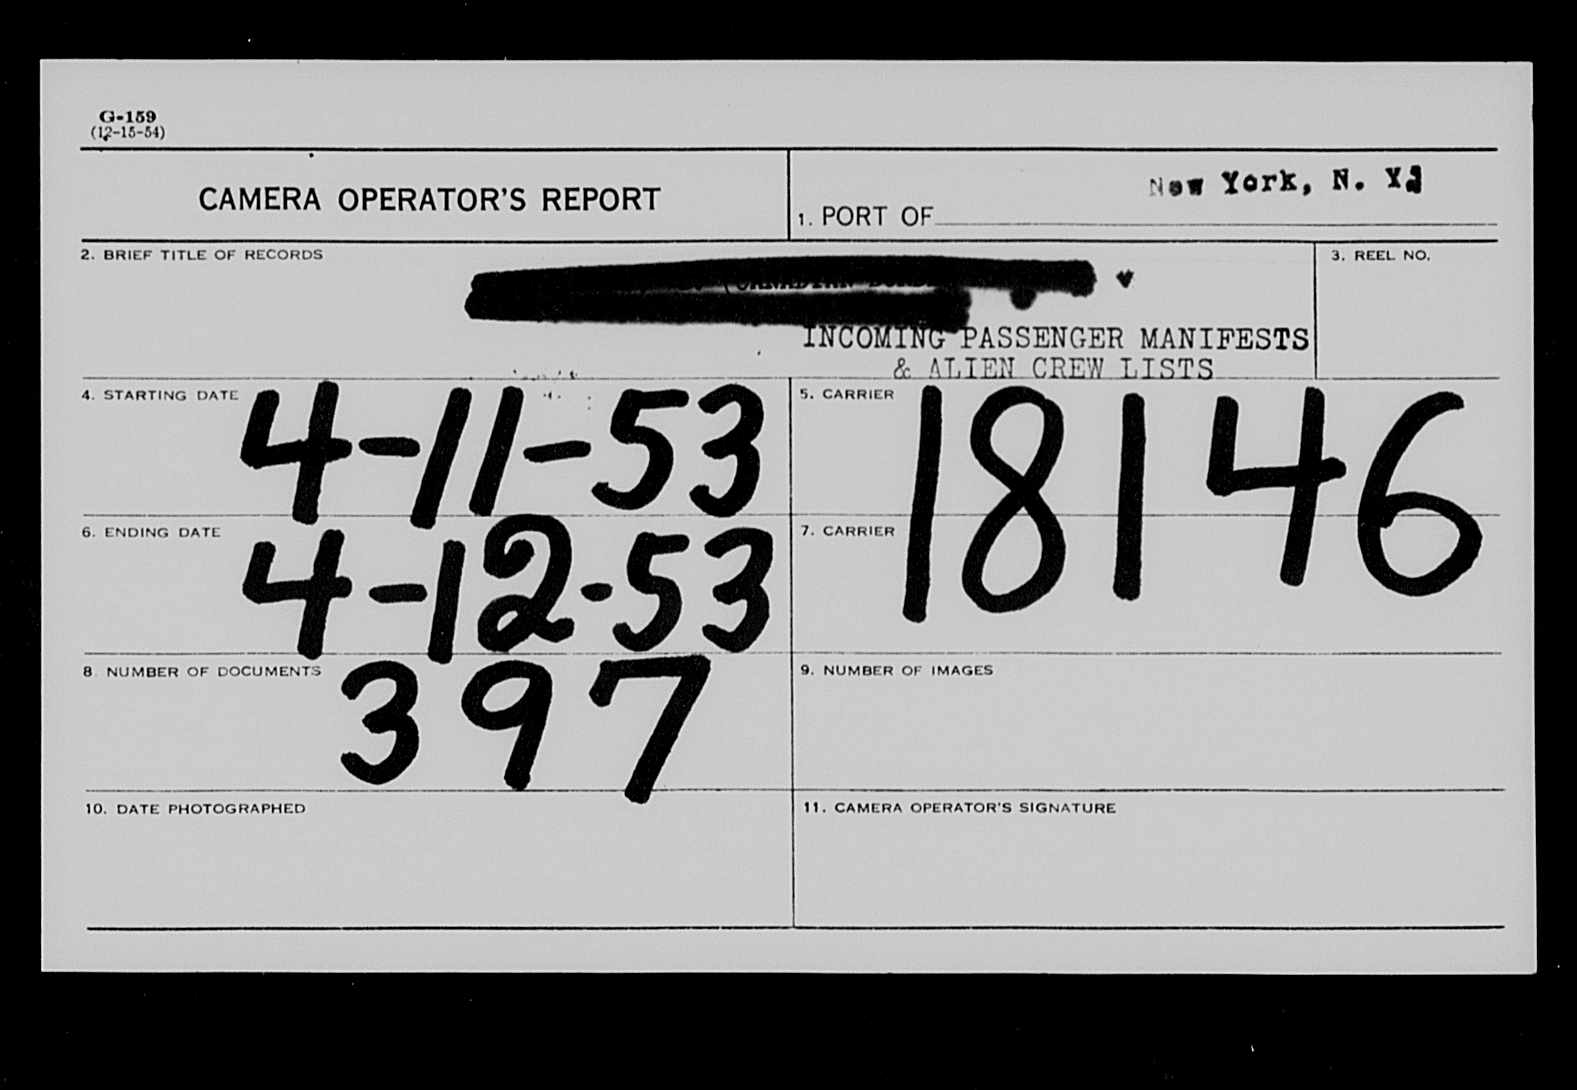 G-159
(12-15-54)
CAMERA OPERATOR'S REPORT
1. PORT OF New York, N. Y.
2. BRIEF TITLE OF RECORDS
INCOMING PASSENGER MANIFESTS
& ALIEN CREW LISTS
3. REEL NO.
4. STARTING DATE 4-11-53
5. CARRIER 18146
6. ENDING DATE 4-12-53
7. CARRIER
8. NUMBER OF DOCUMENTS 397
9. NUMBER OF IMAGES
10. DATE PHOTOGRAPHED
11. CAMERA OPERATOR'S SIGNATURE